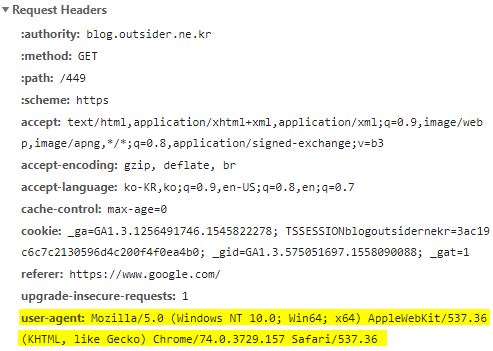 ▼ Request Headers
:authority: blog.outsider.ne.kr
:method: GET
:path: /449
:scheme: https
accept: text/html,application/xhtml+xml,application/xml;q=0.9,image/web
p,image/apng,*/*;q=0.8,application/signed-exchange;v=b3
accept-encoding: gzip, deflate, br
accept-language: ko-KR,ko;q=0.9,en-US;q=0.8,en;q=0.7
cache-control: max-age=0
cookie: _ga=GA1.3.1256491746.1545822278; TSSESSIONblogoutsidernekr=3ac19
c6c7c2130596d4c200f4f0ea4b0; _gid=GA1.3.575051697.1558090088; _gat=1
referer: https://www.google.com/
upgrade-insecure-requests: 1
user-agent: Mozilla/5.0 (Windows NT 10.0; Win64; x64) AppleWebKit/537.36
(KHTML, like Gecko) Chrome/74.0.3729.157 Safari/537.36